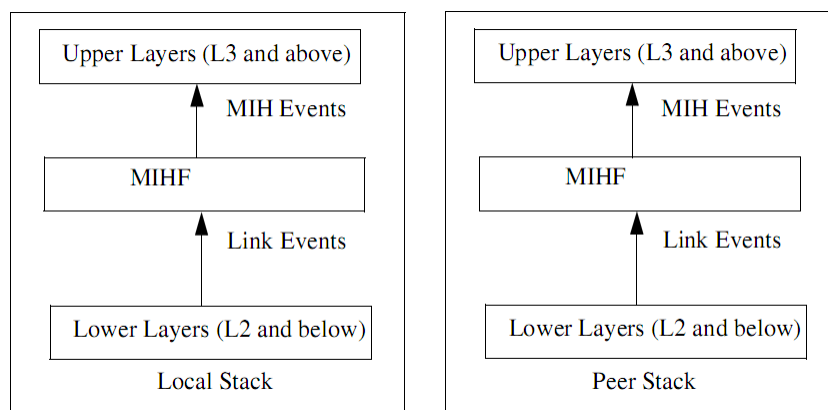 Upper Layers (L3 and above)
MIH Events
MIHF
Link Events
Lower Layers (L2 and below)
Local Stack
Upper Layers (L3 and above)
MIH Events
MIHF
Link Events
Lower Layers (L2 and below)
Peer Stack